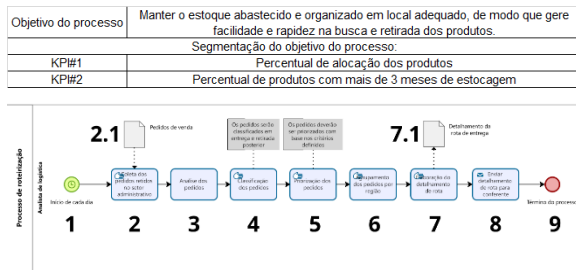 Objetivo do processo
Manter o estoque abastecido e organizado em local adequado, de modo que gere
facilidade e rapidez na busca e retirada dos produtos.
Segmentação do objetivo do processo:
KPI#1
Percentual de alocação dos produtos
KPI#2
Percentual de produtos com mais de 3 meses de estocagem
Processo de roteirização
Analista de logística
2.1
Pedidos de venda
Os pedidos serão
classificados em
entrega e retirada
posterior
Os pedidos deverão
ser priorizados com
base nos critérios
definidos
7.1
Detalhamento da
rota de entrega
Início de cada dia
Coleta dos
pedidos retidos
no setor
administrativo
Análise dos
pedidos
Classificação
dos pedidos
Priorização dos
pedidos
Agrupamento
dos pedidos por
região
Elaboração do
detalhamento
de rota
Enviar
detalhamento
de rota para
conferente
Término do processo
1
2
3
4
5
6
7
8
9